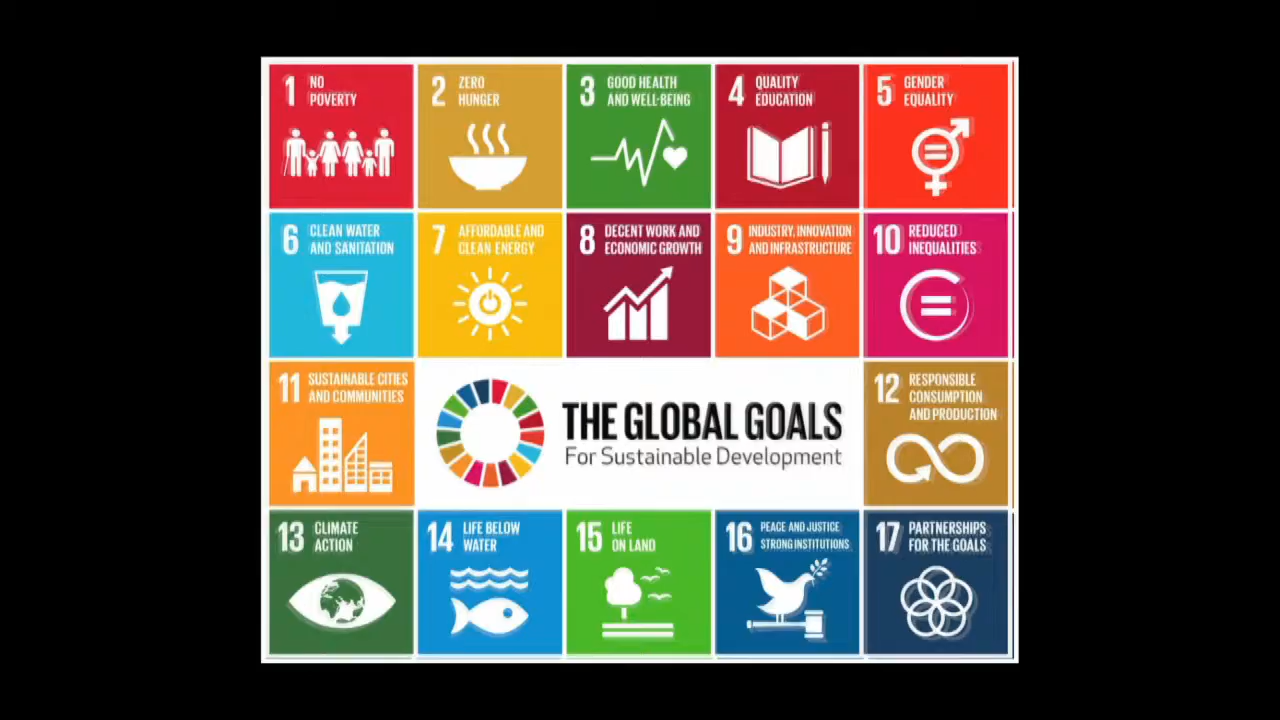 1 NO
POVERTY
2 ZERO
HUNGER
3 GOOD HEALTH
AND WELL-BEING
4 QUALITY
EDUCATION
5 GENDER
EQUALITY
6 CLEAN WATER
AND SANITATION
7 AFFORDABLE AND
CLEAN ENERGY
8 DECENT WORK AND
ECONOMIC GROWTH
9 INDUSTRY, INNOVATION
AND INFRASTRUCTURE
10 REDUCED
INEQUALITIES
11 SUSTAINABLE CITIES
AND COMMUNITIES
THE GLOBAL GOALS
For Sustainable Development
12 RESPONSIBLE
CONSUMPTION
AND PRODUCTION
13 CLIMATE
ACTION
14 LIFE BELOW
WATER
15 LIFE
ON LAND
16 PEACE AND JUSTICE
STRONG INSTITUTIONS
17 PARTNERSHIPS
FOR THE GOALS